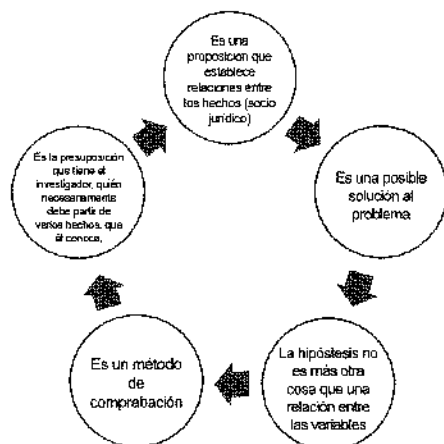 Es una
proposición que
establece
relaciones entre
los hechos (socio
jurídico)
Es una posible
solución al
problema
La hipóstesis no
es más otra
cosa que una
relación entre
las variables
Es un método
de
comprobación
Es la presuposición
que tiene el
investigador, quién
necesariamente
debe partir de
varios hechos, que
él conoce,